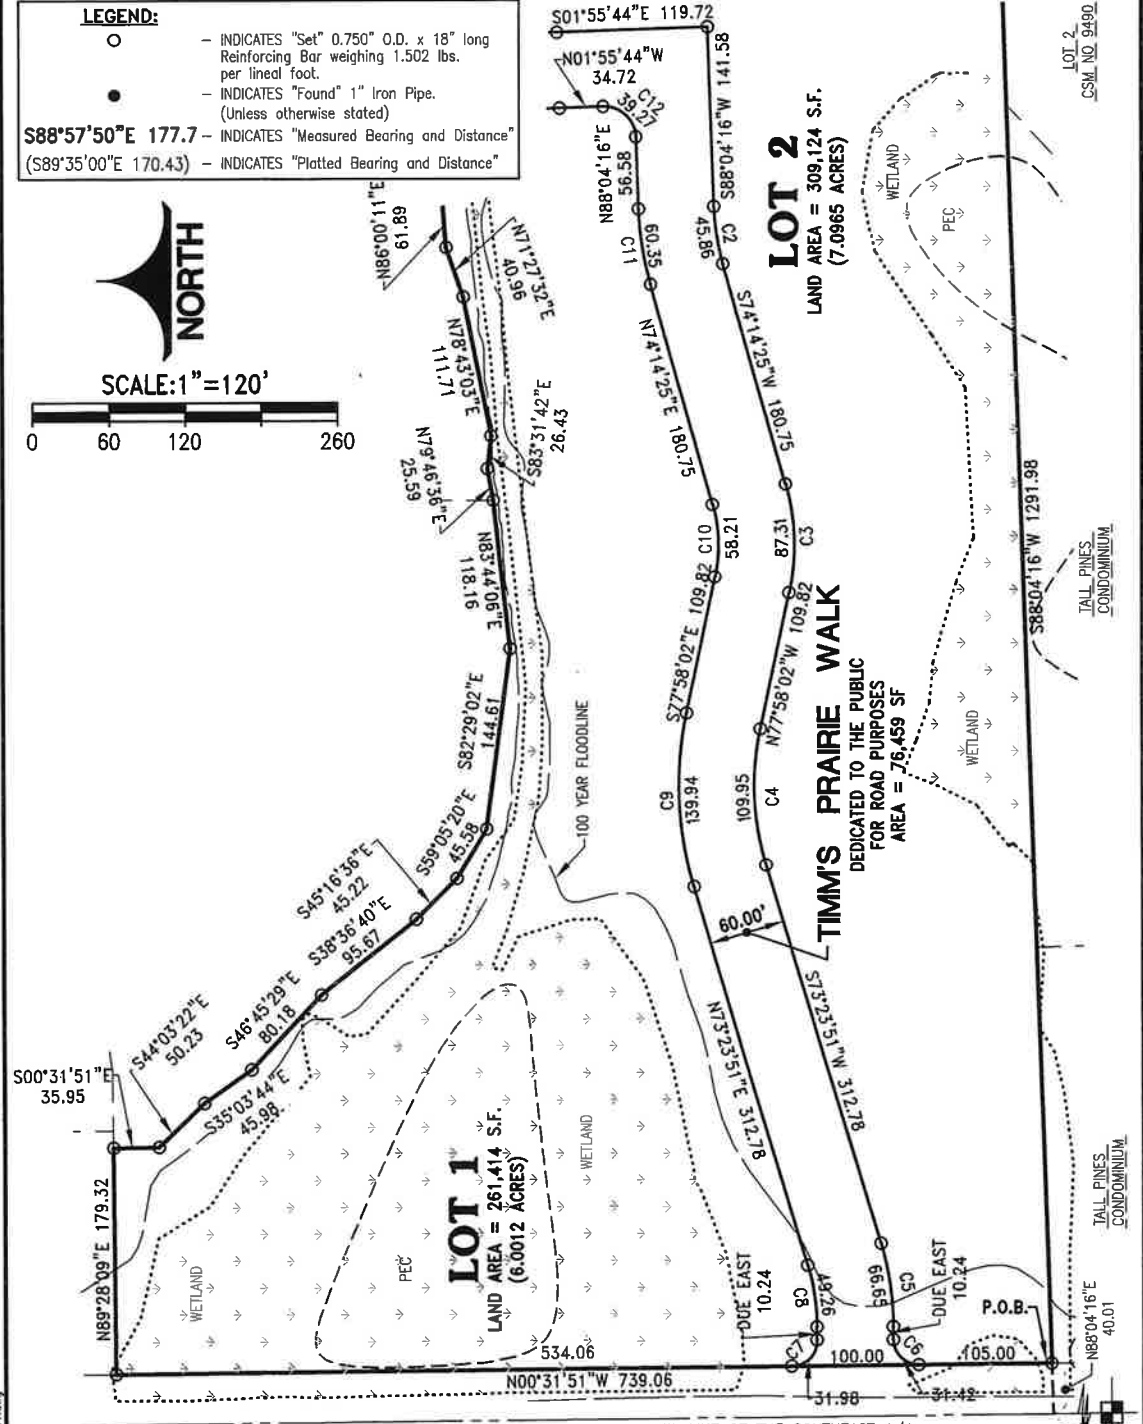 LEGEND:
- INDICATES "Set" 0.750" O.D. x 18" long
Reinforcing Bar weighing 1.502 lbs.
per lineal foot.
- INDICATES "Found" 1" Iron Pipe.
(Unless otherwise stated)
S88°57'50"E 177.7 - INDICATES "Measured Bearing and Distance"
(S89°35'00"E 170.43) - INDICATES "Platted Bearing and Distance"
NORTH
SCALE:1"=120'
0 60 120 260
S01°55'44"E 119.72
N01°55'44"W
34.72
C12
39.27
N88°04'16"E
56.58
S88°04'16"W 141.58
C11
60.35
C2
45.86
LOT 2
LAND AREA = 309,124 S.F.
(7.0965 ACRES)
LOT 2
CSM NO 9490
WETLAND
PEC
N86°00'11"E
61.89
N71°27'32"E
40.96
N78°43'03"E
111.71
S83°31'42"E
26.43
N79°46'36"E
25.59
N83°44'06"E
118.16
S82°29'02"E
144.61
S59°05'20"E
45.58
S45°16'36"E
45.22
S38°36'40"E
95.67
S46°45'29"E
80.18
S35°03'44"E
45.98
S44°03'22"E
50.23
S00°31'51"E
35.95
N89°28'09"E 179.32
N74°14'25"E 180.75
S74°14'25"W 180.75
C10
58.21
87.31
C3
S77°58'02"E 109.82
N77°58'02"W 109.82
C9
139.94
109.95
C4
100 YEAR FLOODLINE
TIMM'S PRAIRIE WALK
DEDICATED TO THE PUBLIC
FOR ROAD PURPOSES
AREA = 76,459 SF
60.00'
N73°23'51"E 312.78
S73°23'51"W 312.78
S88°04'16"W 1291.98
TALL PINES
CONDOMINIUM
WETLAND
LOT 1
LAND AREA = 261,414 S.F.
(6.0012 ACRES)
WETLAND
PEC
WETLAND
DUE EAST
10.24
C8
49.26
C5
66.65
DUE EAST
10.24
C7
C6
P.O.B.
534.06
100.00
105.00
N00°31'51"W 739.06
31.98
31.42
N88°04'16"E
40.01
TALL PINES
CONDOMINIUM